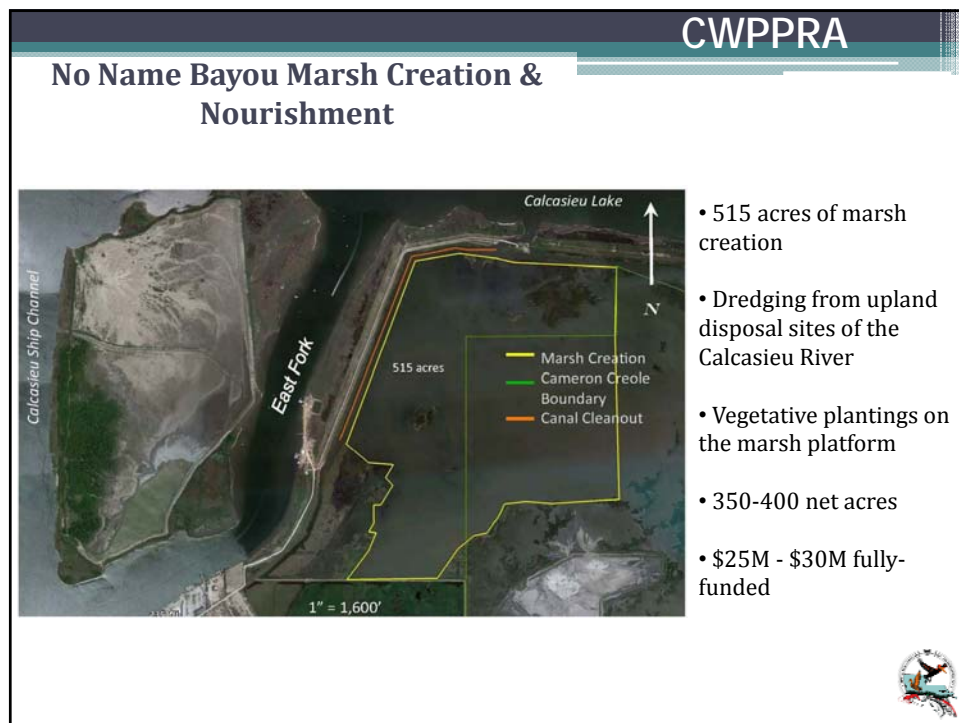 CWPPRA
No Name Bayou Marsh Creation &
Nourishment
Calcasieu Lake
Calcasieu Ship Channel
East Fork
N
515 acres
Marsh Creation
Cameron Creole
Boundary
Canal Cleanout
1" = 1,600'
• 515 acres of marsh
creation
• Dredging from upland
disposal sites of the
Calcasieu River
• Vegetative plantings on
the marsh platform
• 350-400 net acres
• $25M - $30M fully-
funded